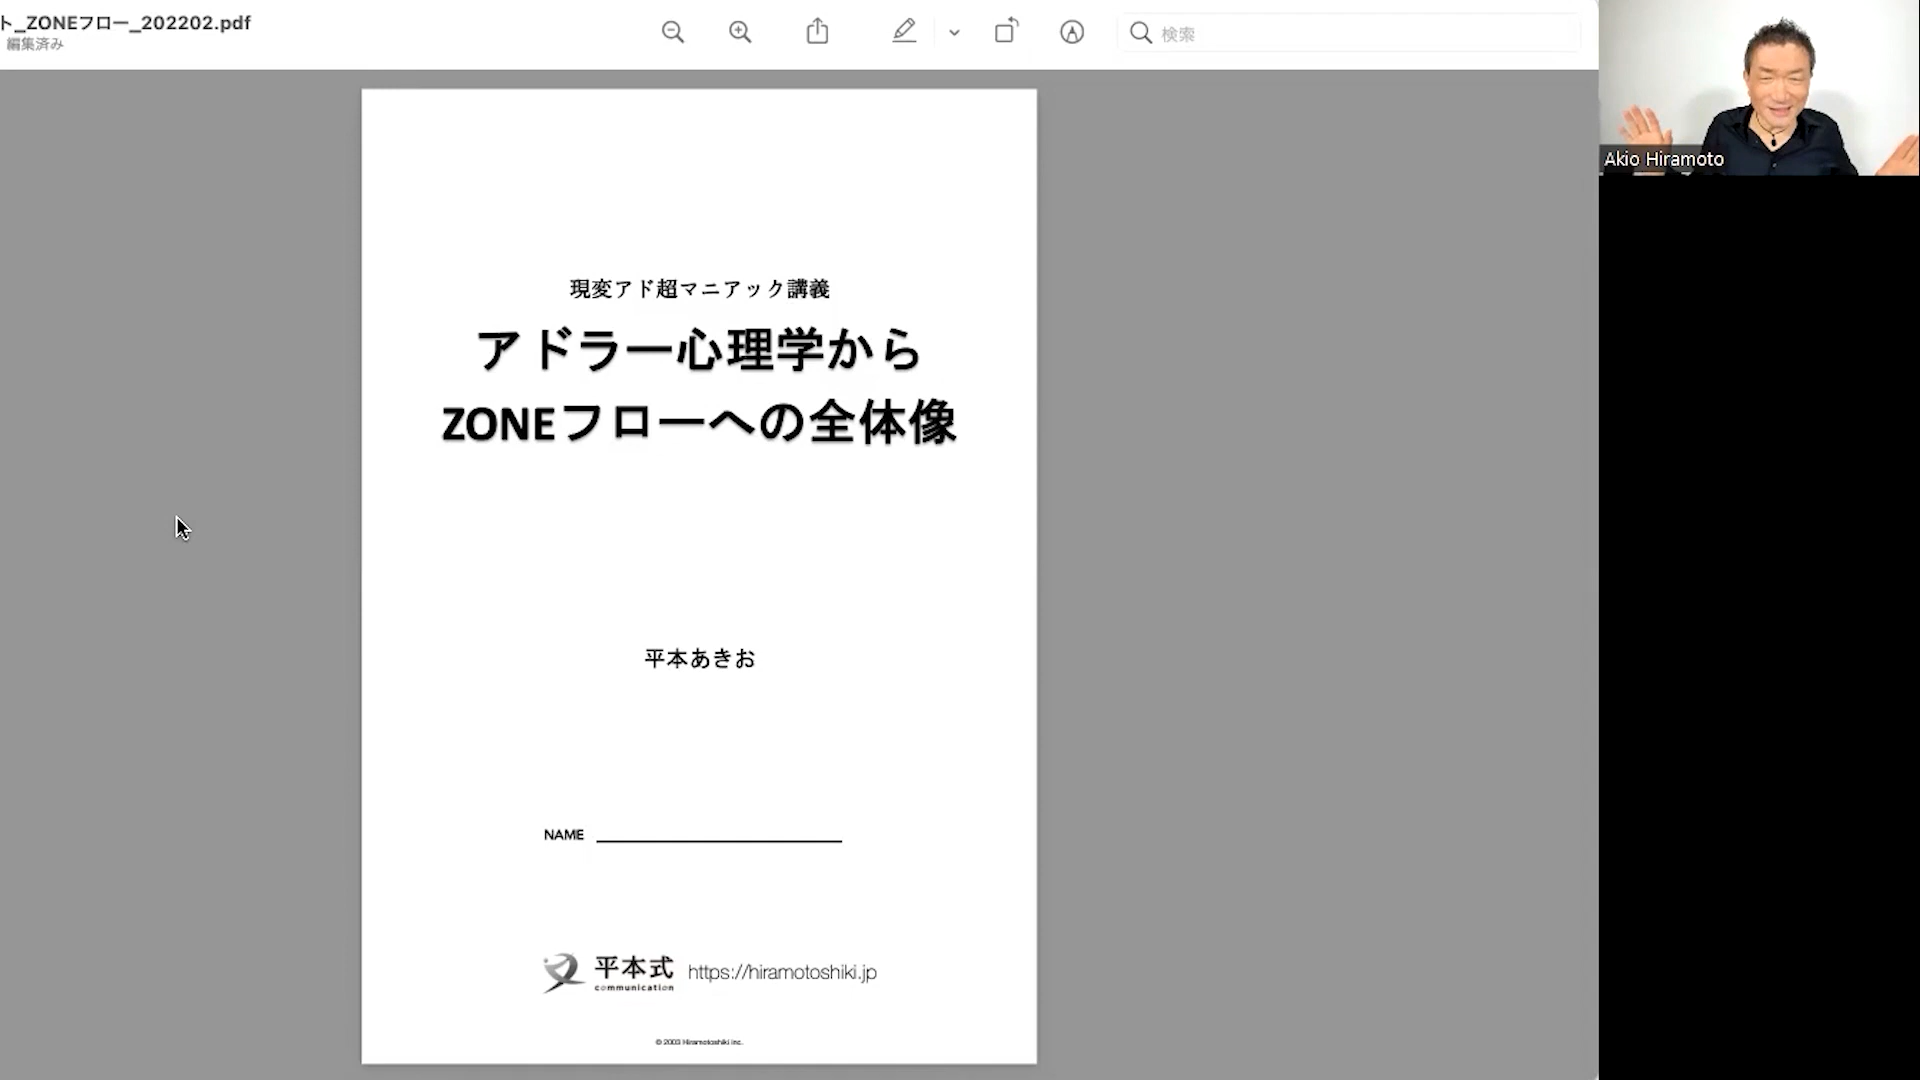 ト_ZONEフロー_202202.pdf
編集済み
検索
Akio Hiramoto
現変アド超マニアック講義
アドラー心理学から
ZONEフローへの全体像
平本あきお
NAME
平本式
communication
https://hiramotoshiki.jp
© 2003 Hiramotoshiki Inc.